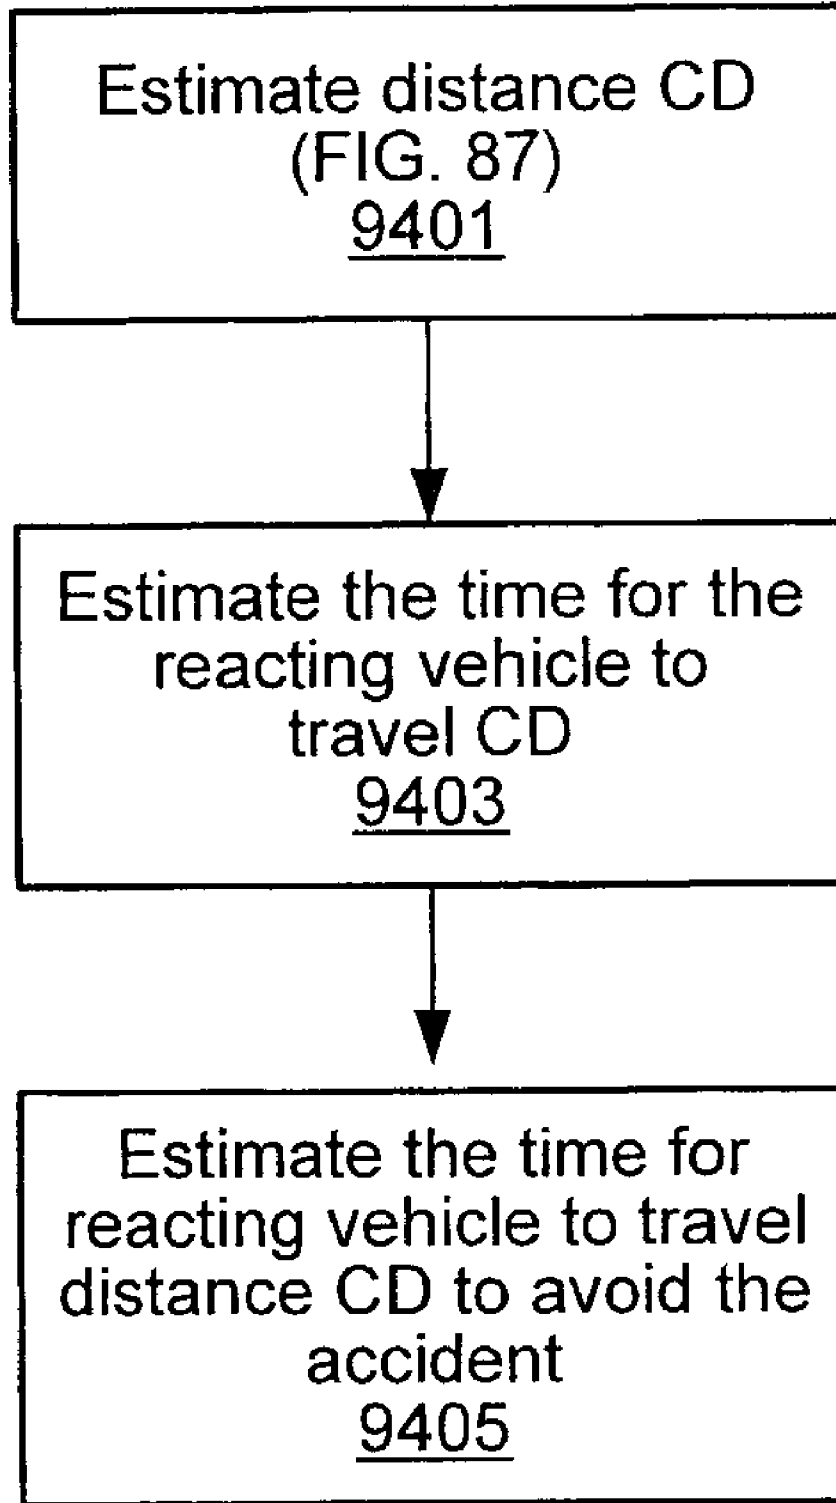 Estimate distance CD
(FIG. 87)
9401
Estimate the time for the
reacting vehicle to
travel CD
9403
Estimate the time for
reacting vehicle to travel
distance CD to avoid the
accident
9405